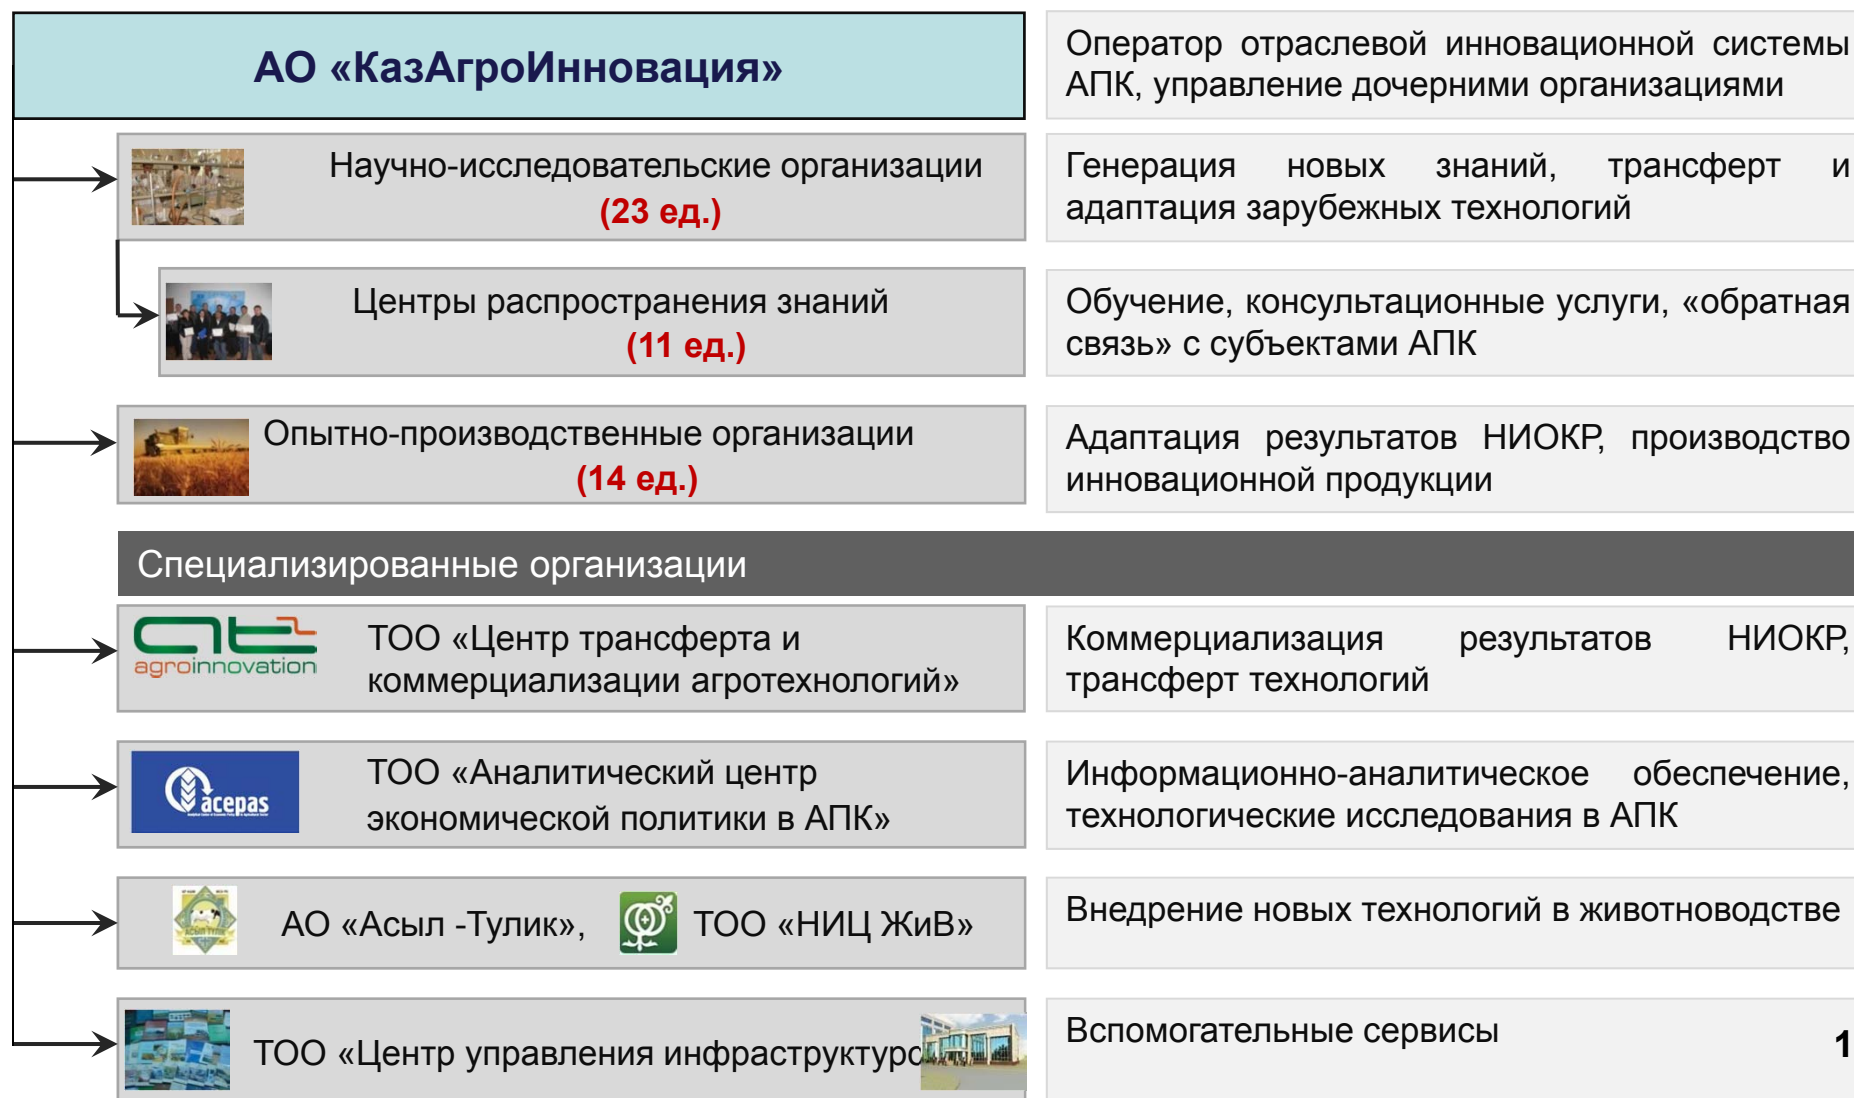 АО «КазАгроИнновация»
Оператор отраслевой инновационной системы
АПК, управление дочерними организациями
Научно-исследовательские организации
(23 ед.)
Генерация новых знаний, трансферт и
адаптация зарубежных технологий
Центры распространения знаний
(11 ед.)
Обучение, консультационные услуги, «обратная
связь» с субъектами АПК
Опытно-производственные организации
(14 ед.)
Адаптация результатов НИОКР, производство
инновационной продукции
Специализированные организации
agroinnovation
ТОО «Центр трансферта и
коммерциализации агротехнологий»
Коммерциализация результатов НИОКР,
трансферт технологий
acepas
ТОО «Аналитический центр
экономической политики в АПК»
Информационно-аналитическое обеспечение,
технологические исследования в АПК
АО «Асыл -Тулик»,
ТОО «НИЦ ЖиВ»
Внедрение новых технологий в животноводстве
ТОО «Центр управления инфраструктуро
Вспомогательные сервисы
1